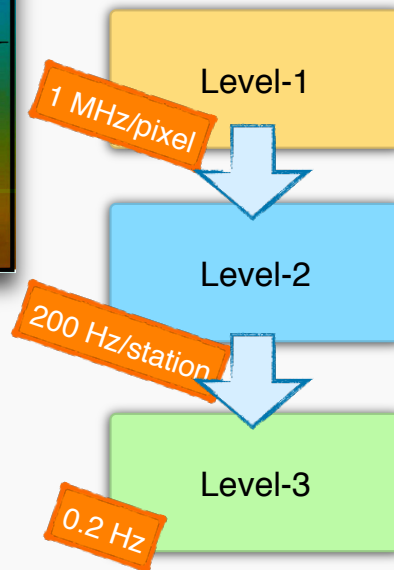 Level-1
1 MHz/pixel
Level-2
200 Hz/station
Level-3
0.2 Hz